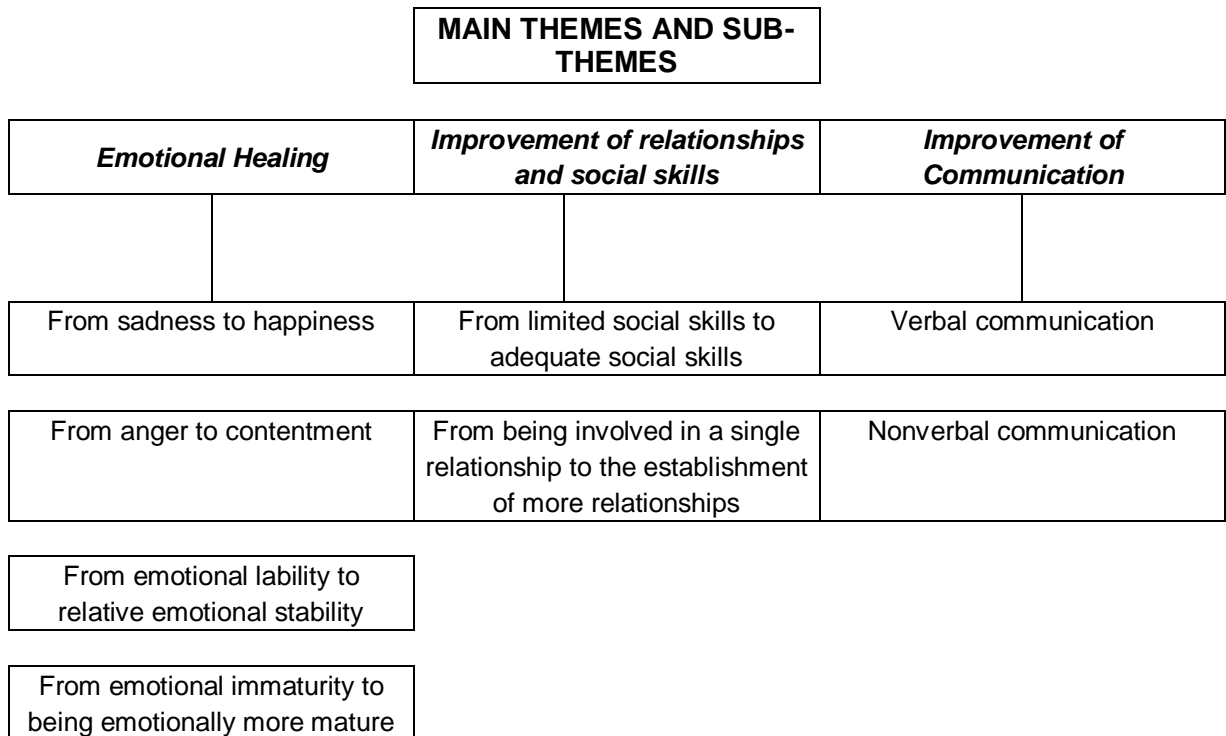 MAIN THEMES AND SUB-
THEMES
Emotional Healing
Improvement of relationships
and social skills
Improvement of
Communication
From sadness to happiness
From limited social skills to
adequate social skills
Verbal communication
From anger to contentment
From being involved in a single
relationship to the establishment
of more relationships
Nonverbal communication
From emotional lability to
relative emotional stability
From emotional immaturity to
being emotionally more mature